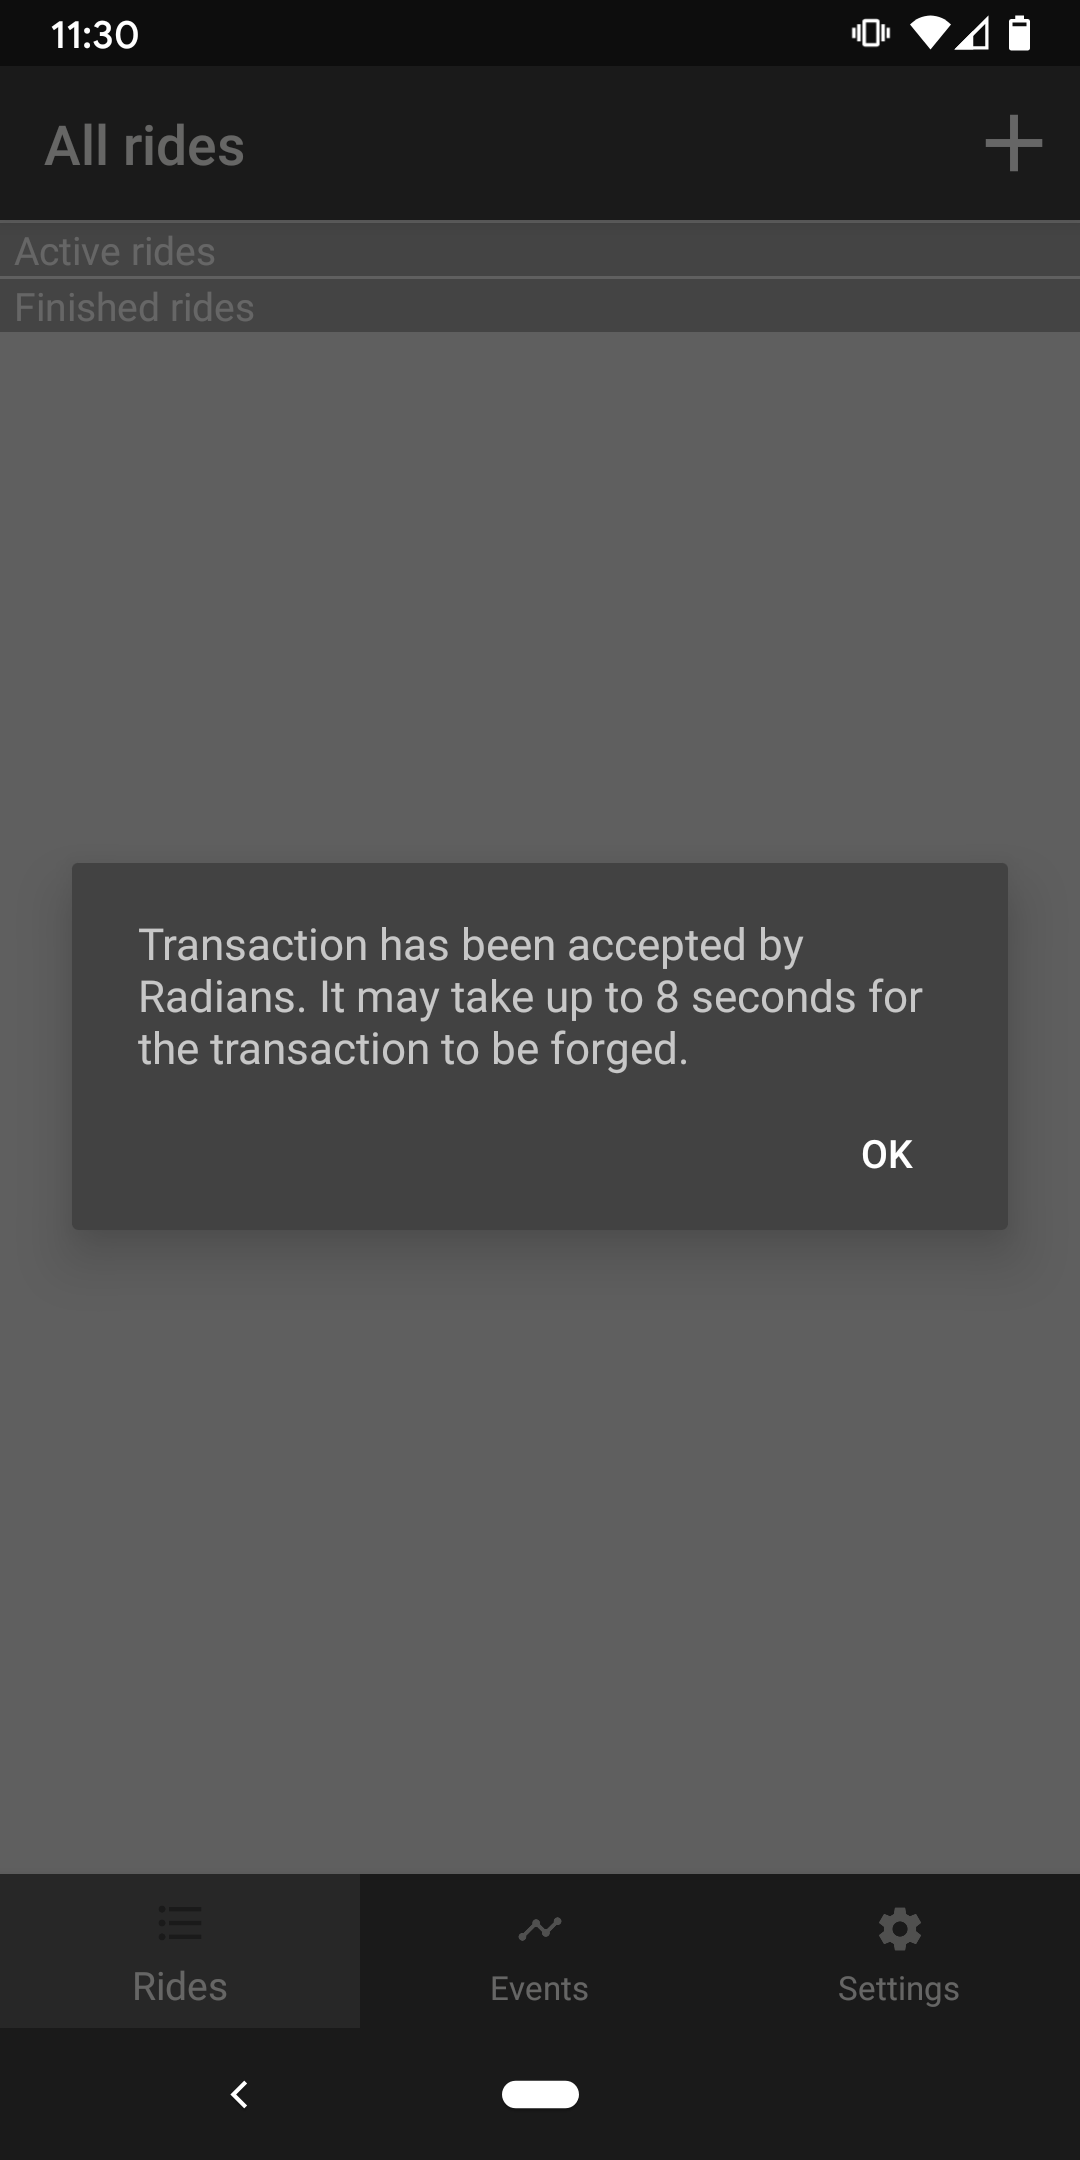 11:30
All rides
Active rides
Finished rides
Transaction has been accepted by
Radians. It may take up to 8 seconds for
the transaction to be forged.
OK
Rides
Events
Settings